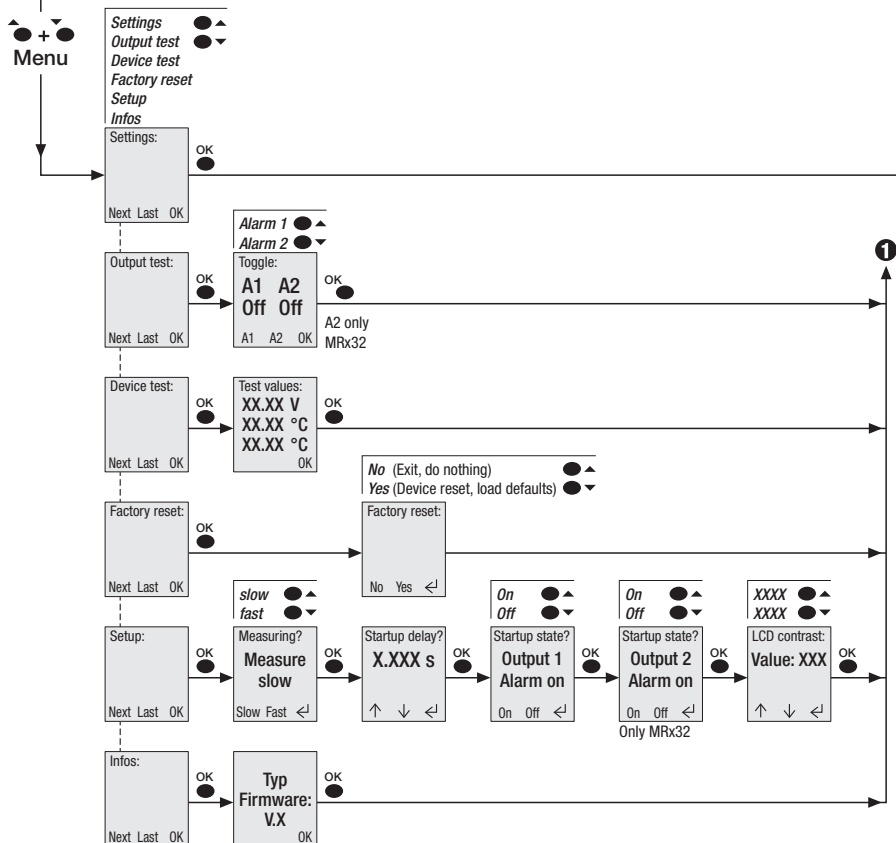 +
Menu
Settings
Output test
Device test
Factory reset
Setup
Infos
Settings:
Next Last OK
OK
Output test:
Next Last OK
OK
Alarm 1
Alarm 2
Toggle:
A1 A2
Off Off
A1 A2 OK
OK
A2 only
MRx32
1
Device test:
Next Last OK
OK
Test values:
XX.XX V
XX.XX °C
XX.XX °C
OK
OK
Factory reset:
Next Last OK
OK
No (Exit, do nothing)
Yes (Device reset, load defaults)
Factory reset:
No Yes
Setup:
Next Last OK
OK
slow
fast
Measuring?
Measure
slow
Slow Fast
OK
Startup delay?
X.XXX s
OK
On
Off
Startup state?
Output 1
Alarm on
On Off
OK
On
Off
Startup state?
Output 2
Alarm on
On Off
Only MRx32
OK
XXXX
XXXX
LCD contrast:
Value: XXX
OK
Infos:
Next Last OK
OK
Typ
Firmware:
V.X
OK
OK